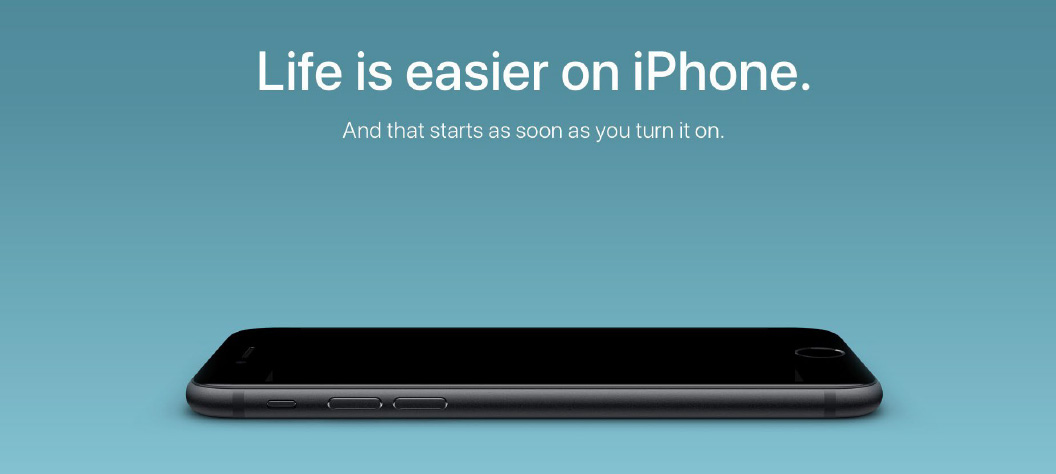 Life is easier on iPhone.
And that starts as soon as you turn it on.